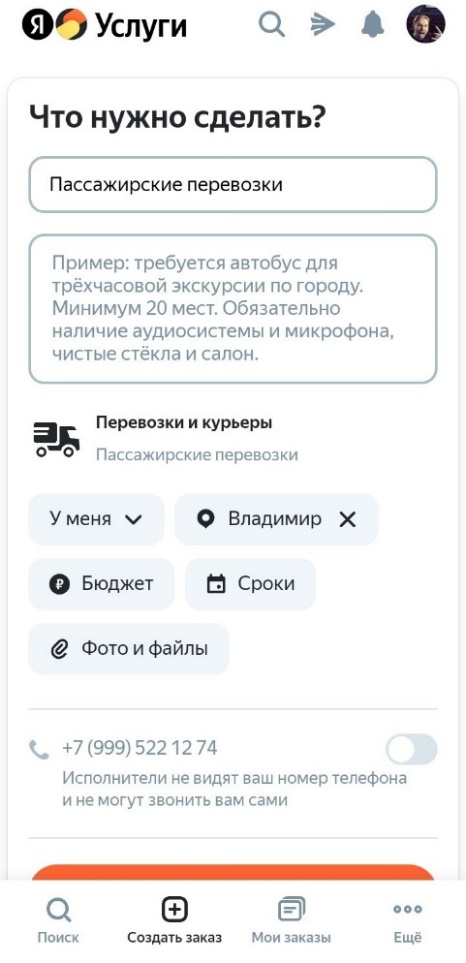 Я Услуги
Что нужно сделать?
Пассажирские перевозки
Пример: требуется автобус для
трёхчасовой экскурсии по городу.
Минимум 20 мест. Обязательно
наличие аудиосистемы и микрофона,
чистые стёкла и салон.
Перевозки и курьеры
Пассажирские перевозки
У меня
Владимир
₽ Бюджет
Сроки
Фото и файлы
+7 (999) 522 12 74
Исполнители не видят ваш номер телефона
и не могут звонить вам сами
Поиск
Создать заказ
Мои заказы
Ещё